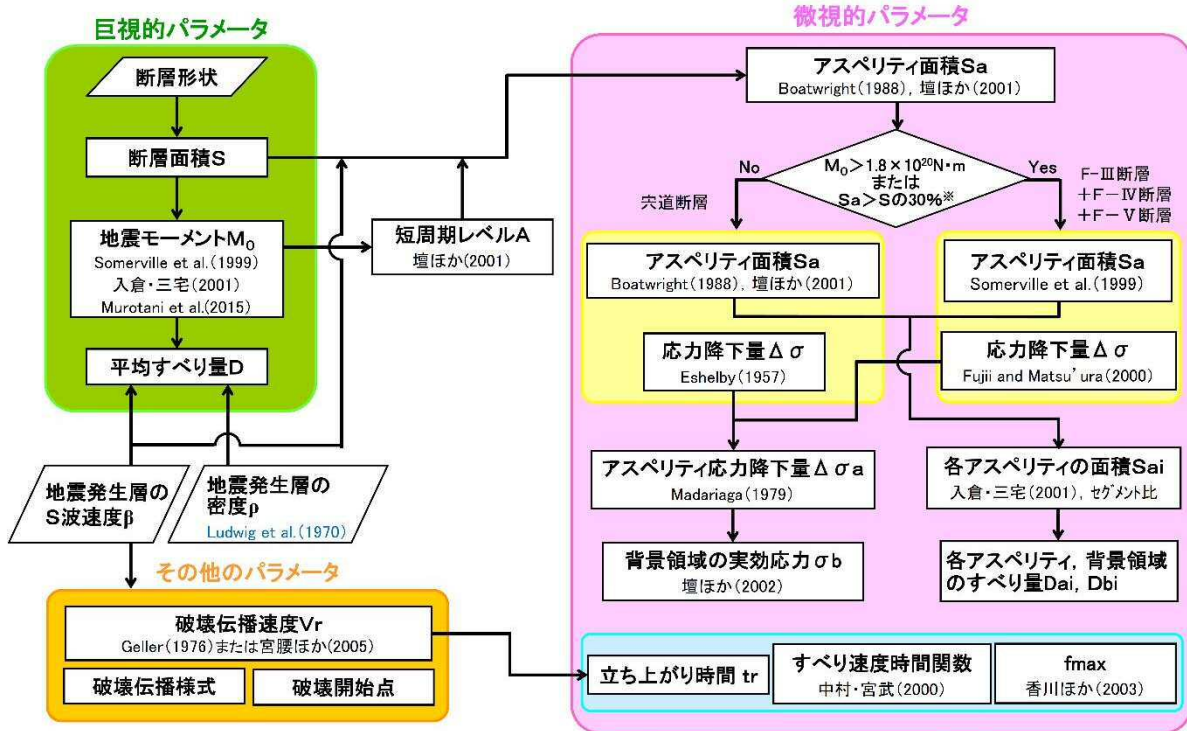 巨視的パラメータ
断層形状
断層面積S
地震モーメントM₀
Somerville et al.(1999)
入倉・三宅(2001)
Murotani et al.(2015)
平均すべり量D
短周期レベルA
壇ほか(2001)
地震発生層の
S波速度β
地震発生層の
密度ρ
Ludwig et al.(1970)
その他のパラメータ
破壊伝播速度Vr
Geller(1976)または宮腰ほか(2005)
破壊伝播様式
破壊開始点
微視的パラメータ
アスペリティ面積Sa
Boatwright(1988), 壇ほか(2001)
M₀>1.8×10²⁰N・m
または
Sa>Sの30%※
No
Yes
宍道断層
F-Ⅲ断層
+F-Ⅳ断層
+F-Ⅴ断層
アスペリティ面積Sa
Boatwright(1988), 壇ほか(2001)
アスペリティ面積Sa
Somerville et al.(1999)
応力降下量Δσ
Eshelby(1957)
応力降下量Δσ
Fujii and Matsu'ura(2000)
アスペリティ応力降下量Δσa
Madariaga(1979)
各アスペリティの面積Sai
入倉・三宅(2001), セグメント比
背景領域の実効応力σb
壇ほか(2002)
各アスペリティ, 背景領域
のすべり量Dai, Dbi
立ち上がり時間 tr
すべり速度時間関数
中村・宮武(2000)
fmax
香川ほか(2003)